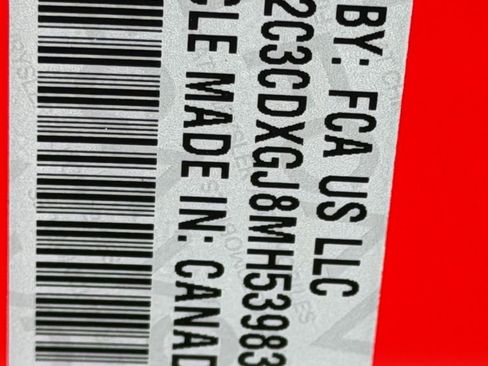 BY: FCA US LLC
2C3CDXGJ8MH53983
CLE MADE IN: CANAD